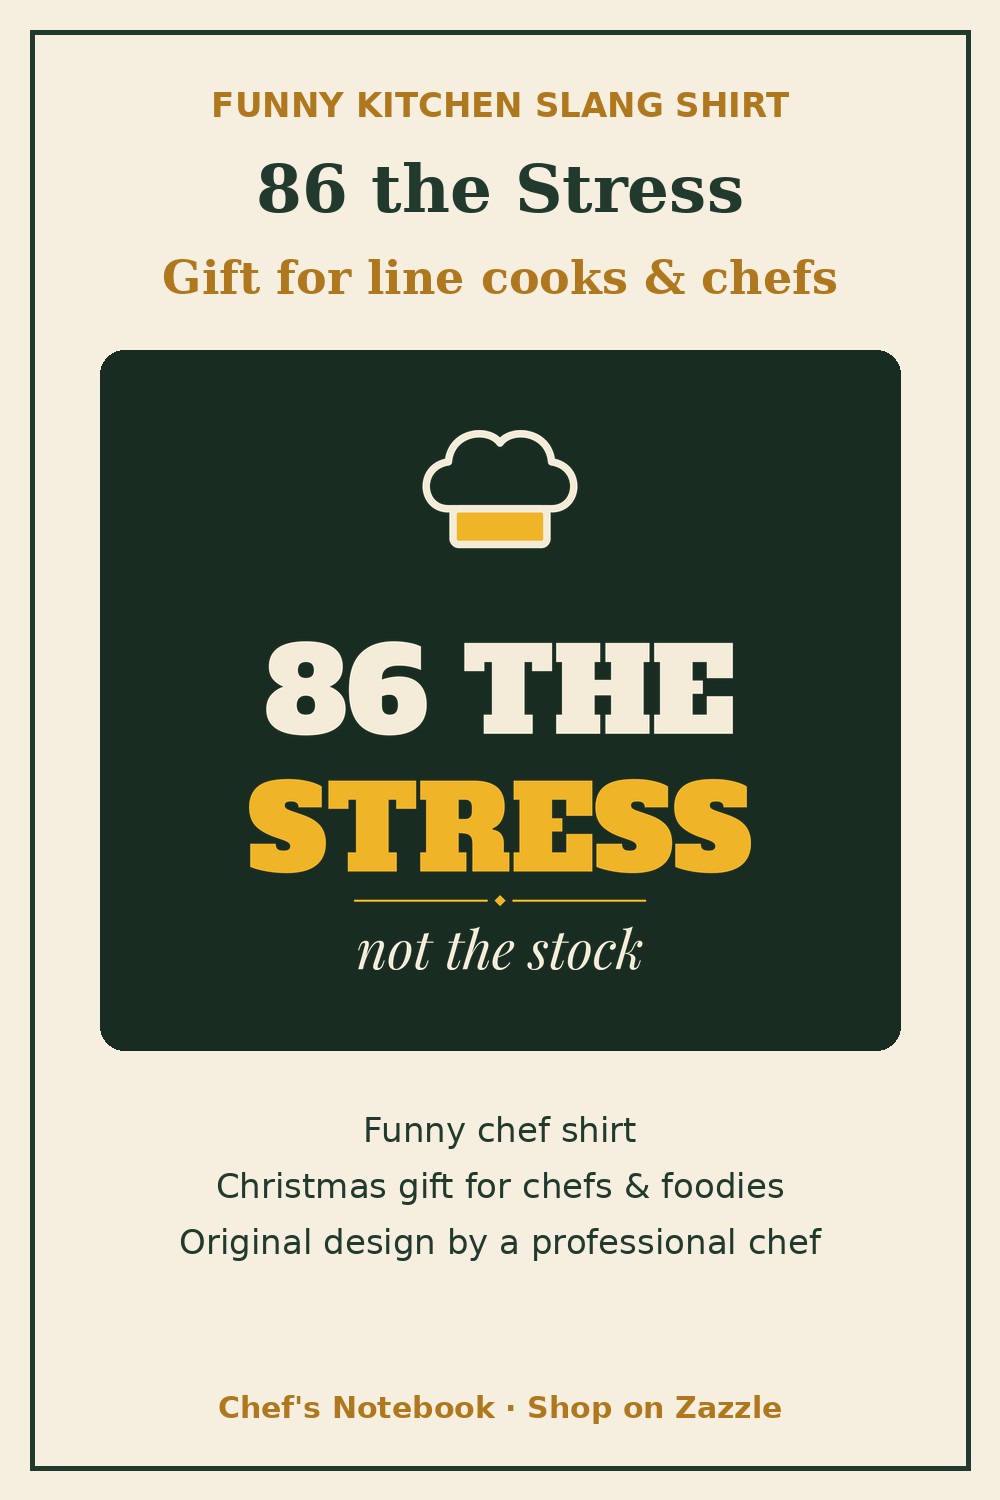 FUNNY KITCHEN SLANG SHIRT
86 the Stress
Gift for line cooks & chefs
86 THE
STRESS
not the stock
Funny chef shirt
Christmas gift for chefs & foodies
Original design by a professional chef
Chef's Notebook · Shop on Zazzle